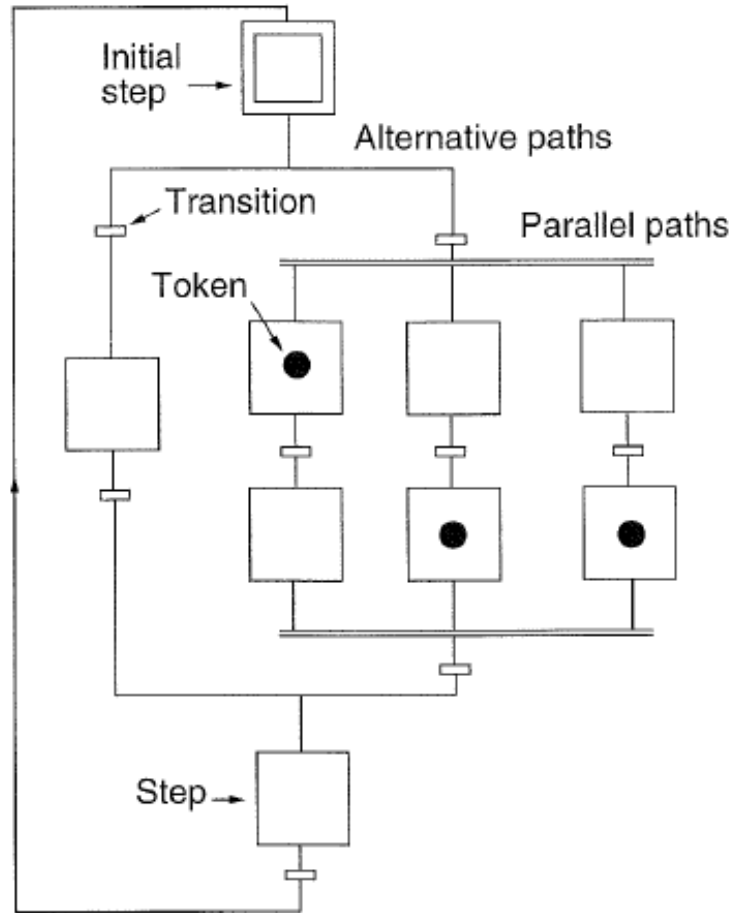 Initial
step
Alternative paths
Transition
Parallel paths
Token
Step